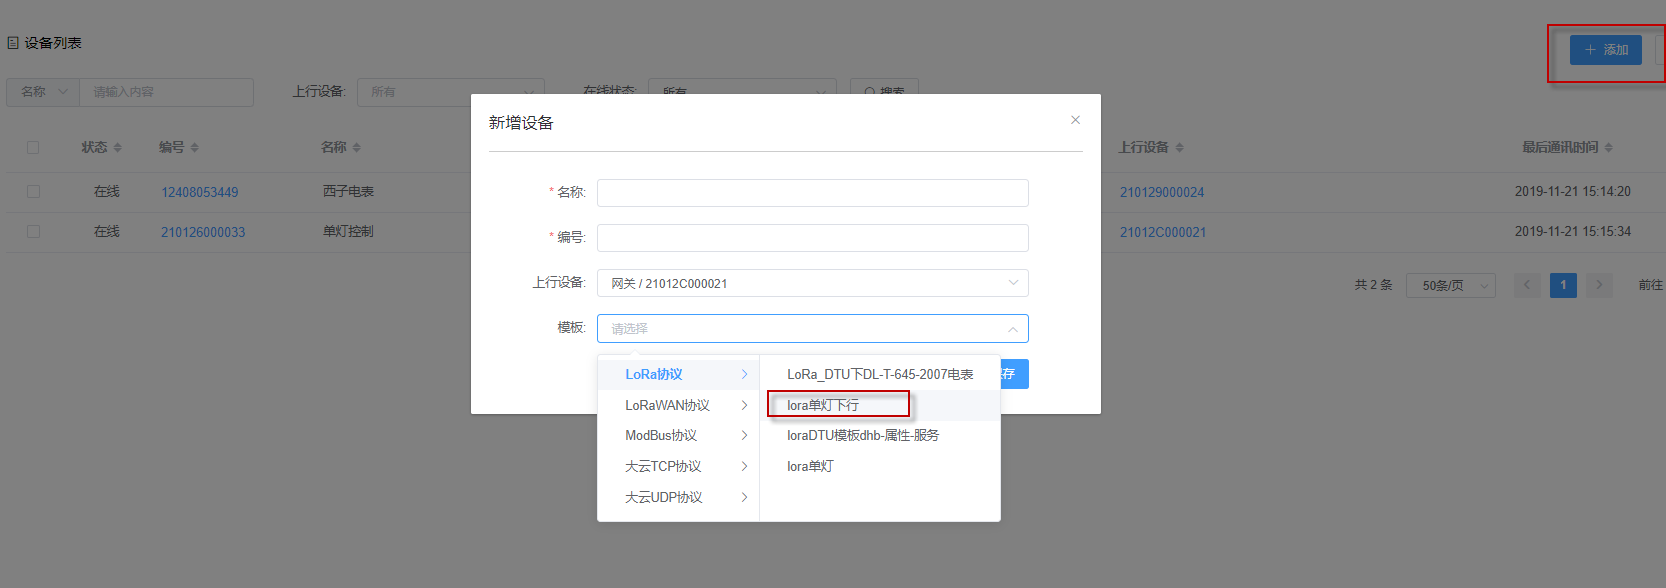 设备列表
添加
名称 请输入内容 上行设备: 所有 在线状态: 所有 搜索
新增设备
状态 编号 名称 上行设备 最后通讯时间
* 名称:
在线 12408053449 西子电表 210129000024 2019-11-21 15:14:20
* 编号:
在线 210126000033 单灯控制 21012C000021 2019-11-21 15:15:34
上行设备: 网关 / 21012C000021
共 2 条 50条/页 1 前往
模板: 请选择
LoRa协议 LoRa_DTU下DL-T-645-2007电表 存
LoRaWAN协议 lora单灯下行
ModBus协议 loraDTU模板dhb-属性-服务
大云TCP协议 lora单灯
大云UDP协议